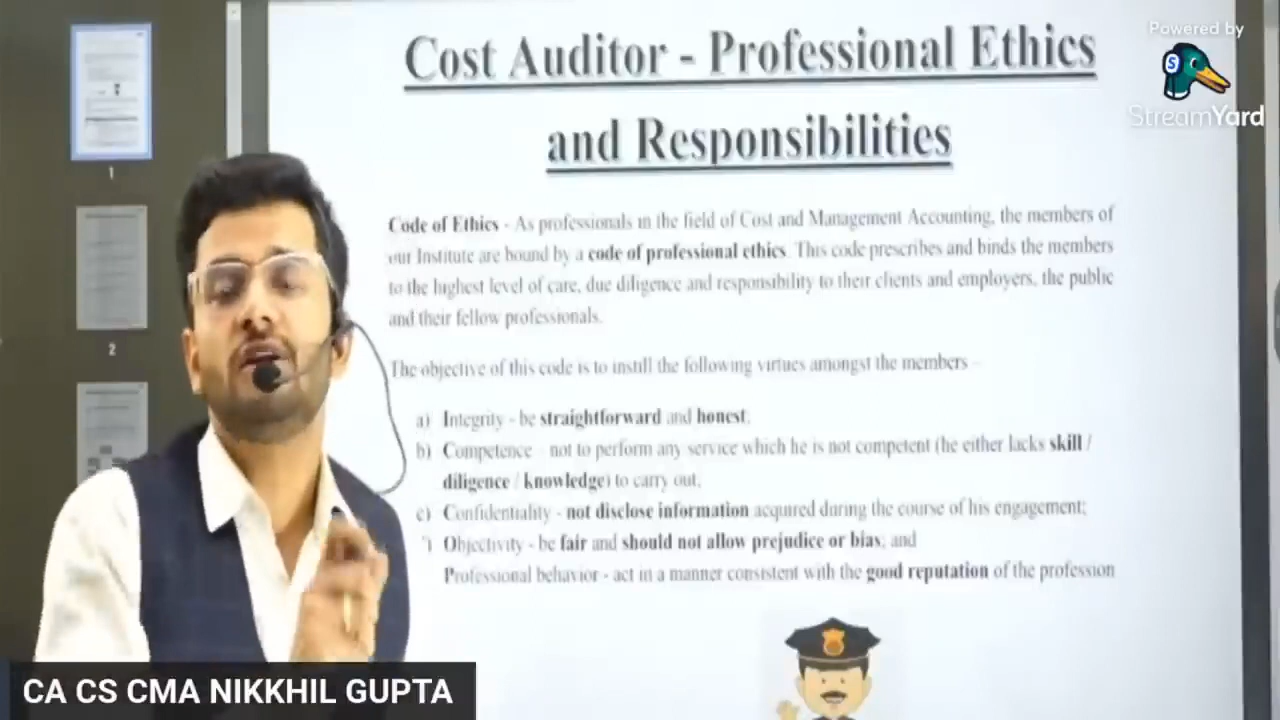 Cost Auditor - Professional Ethics
and Responsibilities
Powered by
S
StreamYard
1
2
Code of Ethics - As professionals in the field of Cost and Management Accounting, the members of
our Institute are bound by a code of professional ethics. This code prescribes and binds the members
to the highest level of care, due diligence and responsibility to their clients and employers, the public
and their fellow professionals.
The objective of this code is to instill the following virtues amongst the members –
a) Integrity - be straightforward and honest;
b) Competence - not to perform any service which he is not competent (he either lacks skill /
diligence / knowledge) to carry out;
c) Confidentiality - not disclose information acquired during the course of his engagement;
) Objectivity - be fair and should not allow prejudice or bias; and
Professional behavior - act in a manner consistent with the good reputation of the profession
CA CS CMA NIKKHIL GUPTA